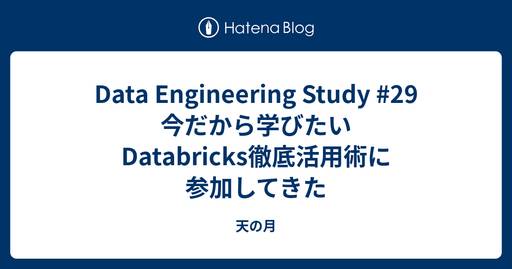 Hatena Blog
Data Engineering Study #29
今だから学びたい
Databricks徹底活用術に
参加してきた
天の月